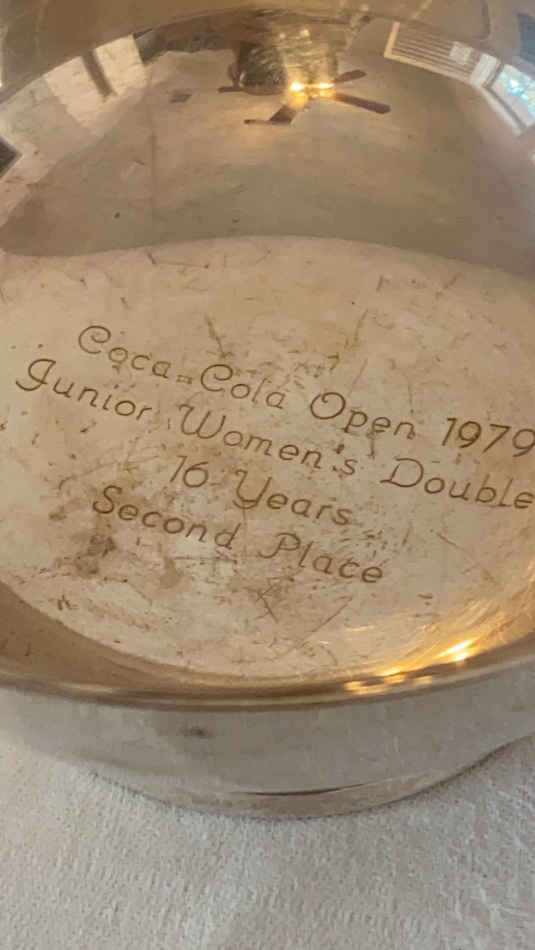 Coca-Cola Open 1979
Junior Women's Double
16 Years
Second Place